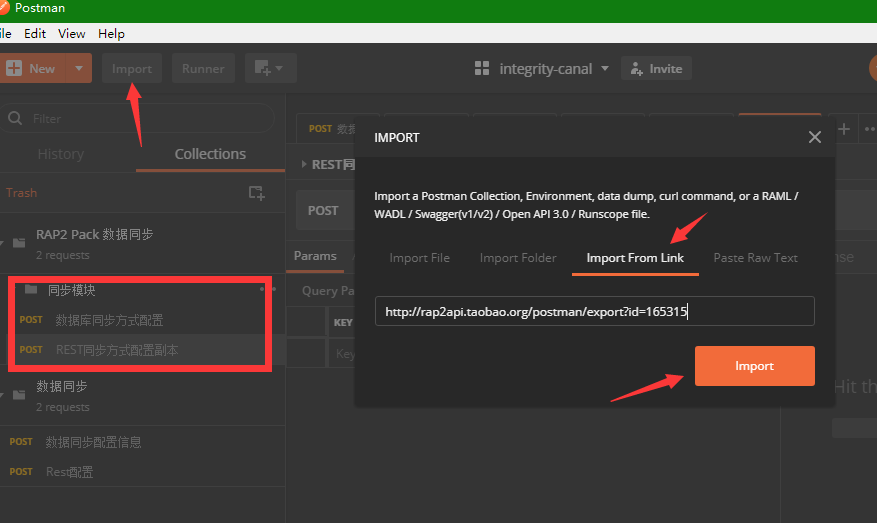 Postman
ile Edit View Help
New Import Runner integrity-canal Invite
Filter
History Collections
Trash
RAP2 Pack 数据同步
2 requests
同步模块
POST 数据库同步方式配置
POST REST同步方式配置副本
数据同步
2 requests
POST 数据同步配置信息
POST Rest配置
POST 数据
REST同
POST
Params
Query Pa
KEY
Key
IMPORT
Import a Postman Collection, Environment, data dump, curl command, or a RAML /
WADL / Swagger(v1/v2) / Open API 3.0 / Runscope file.
Import File Import Folder Import From Link Paste Raw Text
http://rap2api.taobao.org/postman/export?id=165315
Import
Hit th